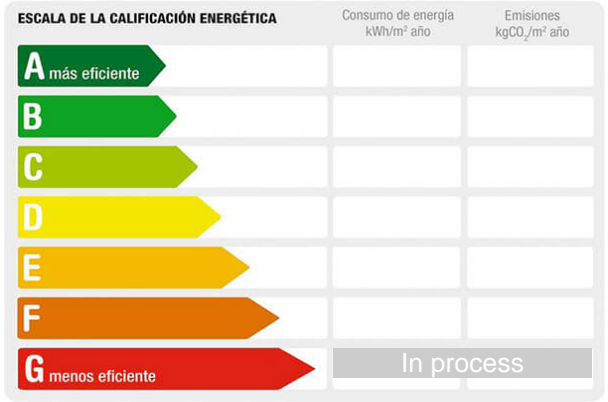 ESCALA DE LA CALIFICACIÓN ENERGÉTICA
Consumo de energía
kWh/m² año
Emisiones
kgCO₂/m² año
A más eficiente
B
C
D
E
F
G menos eficiente
In process